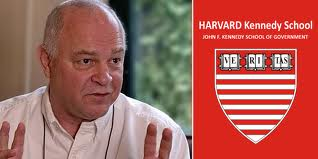 HARVARD Kennedy School
JOHN F. KENNEDY SCHOOL OF GOVERNMENT
VE RI TAS